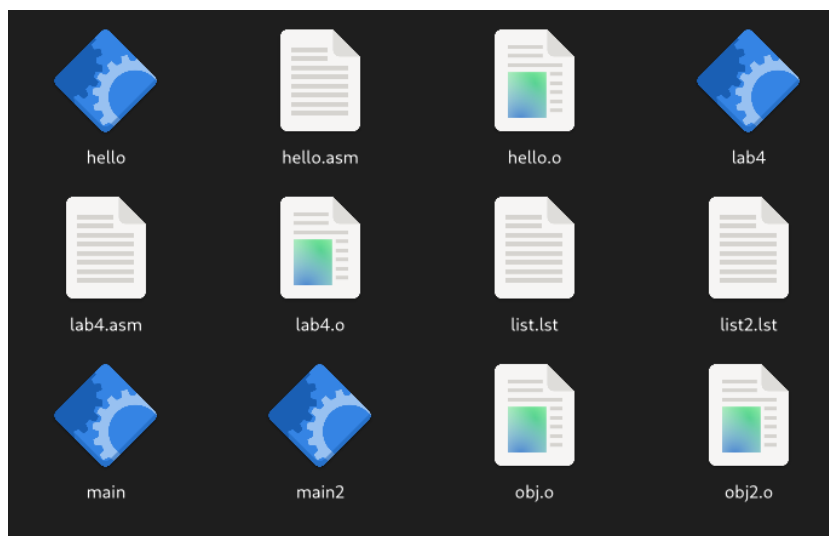 hello
hello.asm
hello.o
lab4
lab4.asm
lab4.o
list.lst
list2.lst
main
main2
obj.o
obj2.o